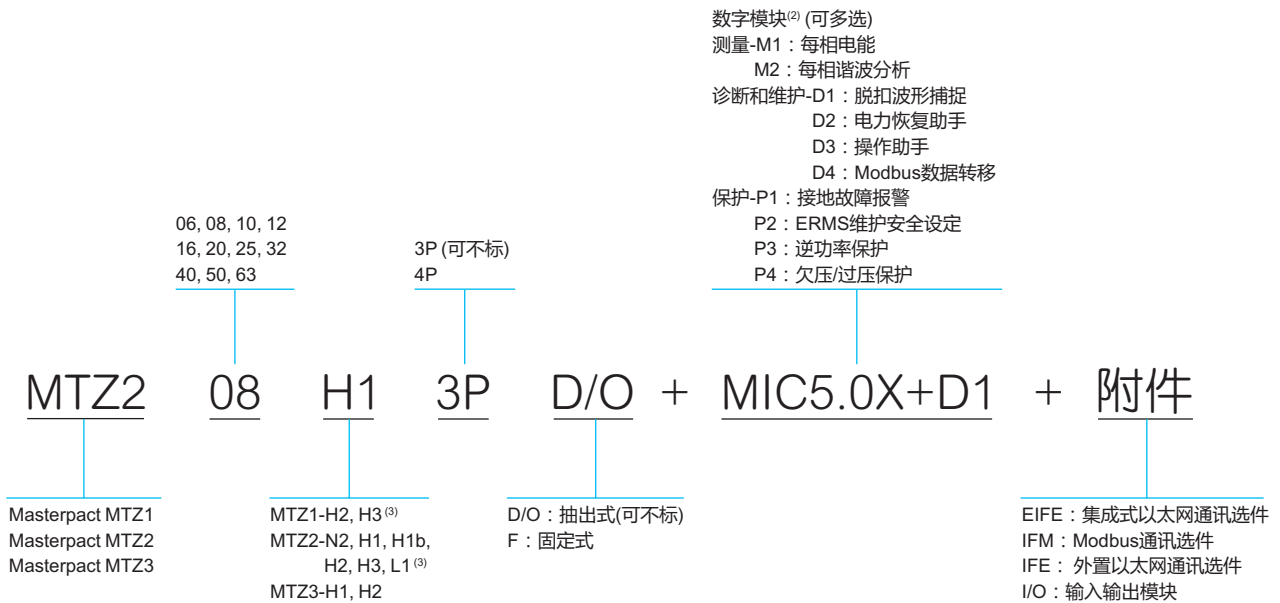 数字模块(2) (可多选)
测量-M1：每相电能
M2：每相谐波分析
诊断和维护-D1：脱扣波形捕捉
D2：电力恢复助手
D3：操作助手
D4：Modbus数据转移
保护-P1：接地故障报警
P2：ERMS维护安全设定
P3：逆功率保护
P4：欠压/过压保护
06, 08, 10, 12
16, 20, 25, 32
40, 50, 63
3P (可不标)
4P
MTZ2 08 H1 3P D/O + MIC5.0X+D1 + 附件
Masterpact MTZ1
Masterpact MTZ2
Masterpact MTZ3
MTZ1-H2, H3 (3)
MTZ2-N2, H1, H1b,
H2, H3, L1 (3)
MTZ3-H1, H2
D/O：抽出式(可不标)
F：固定式
EIFE：集成式以太网通讯选件
IFM：Modbus通讯选件
IFE： 外置以太网通讯选件
I/O：输入输出模块